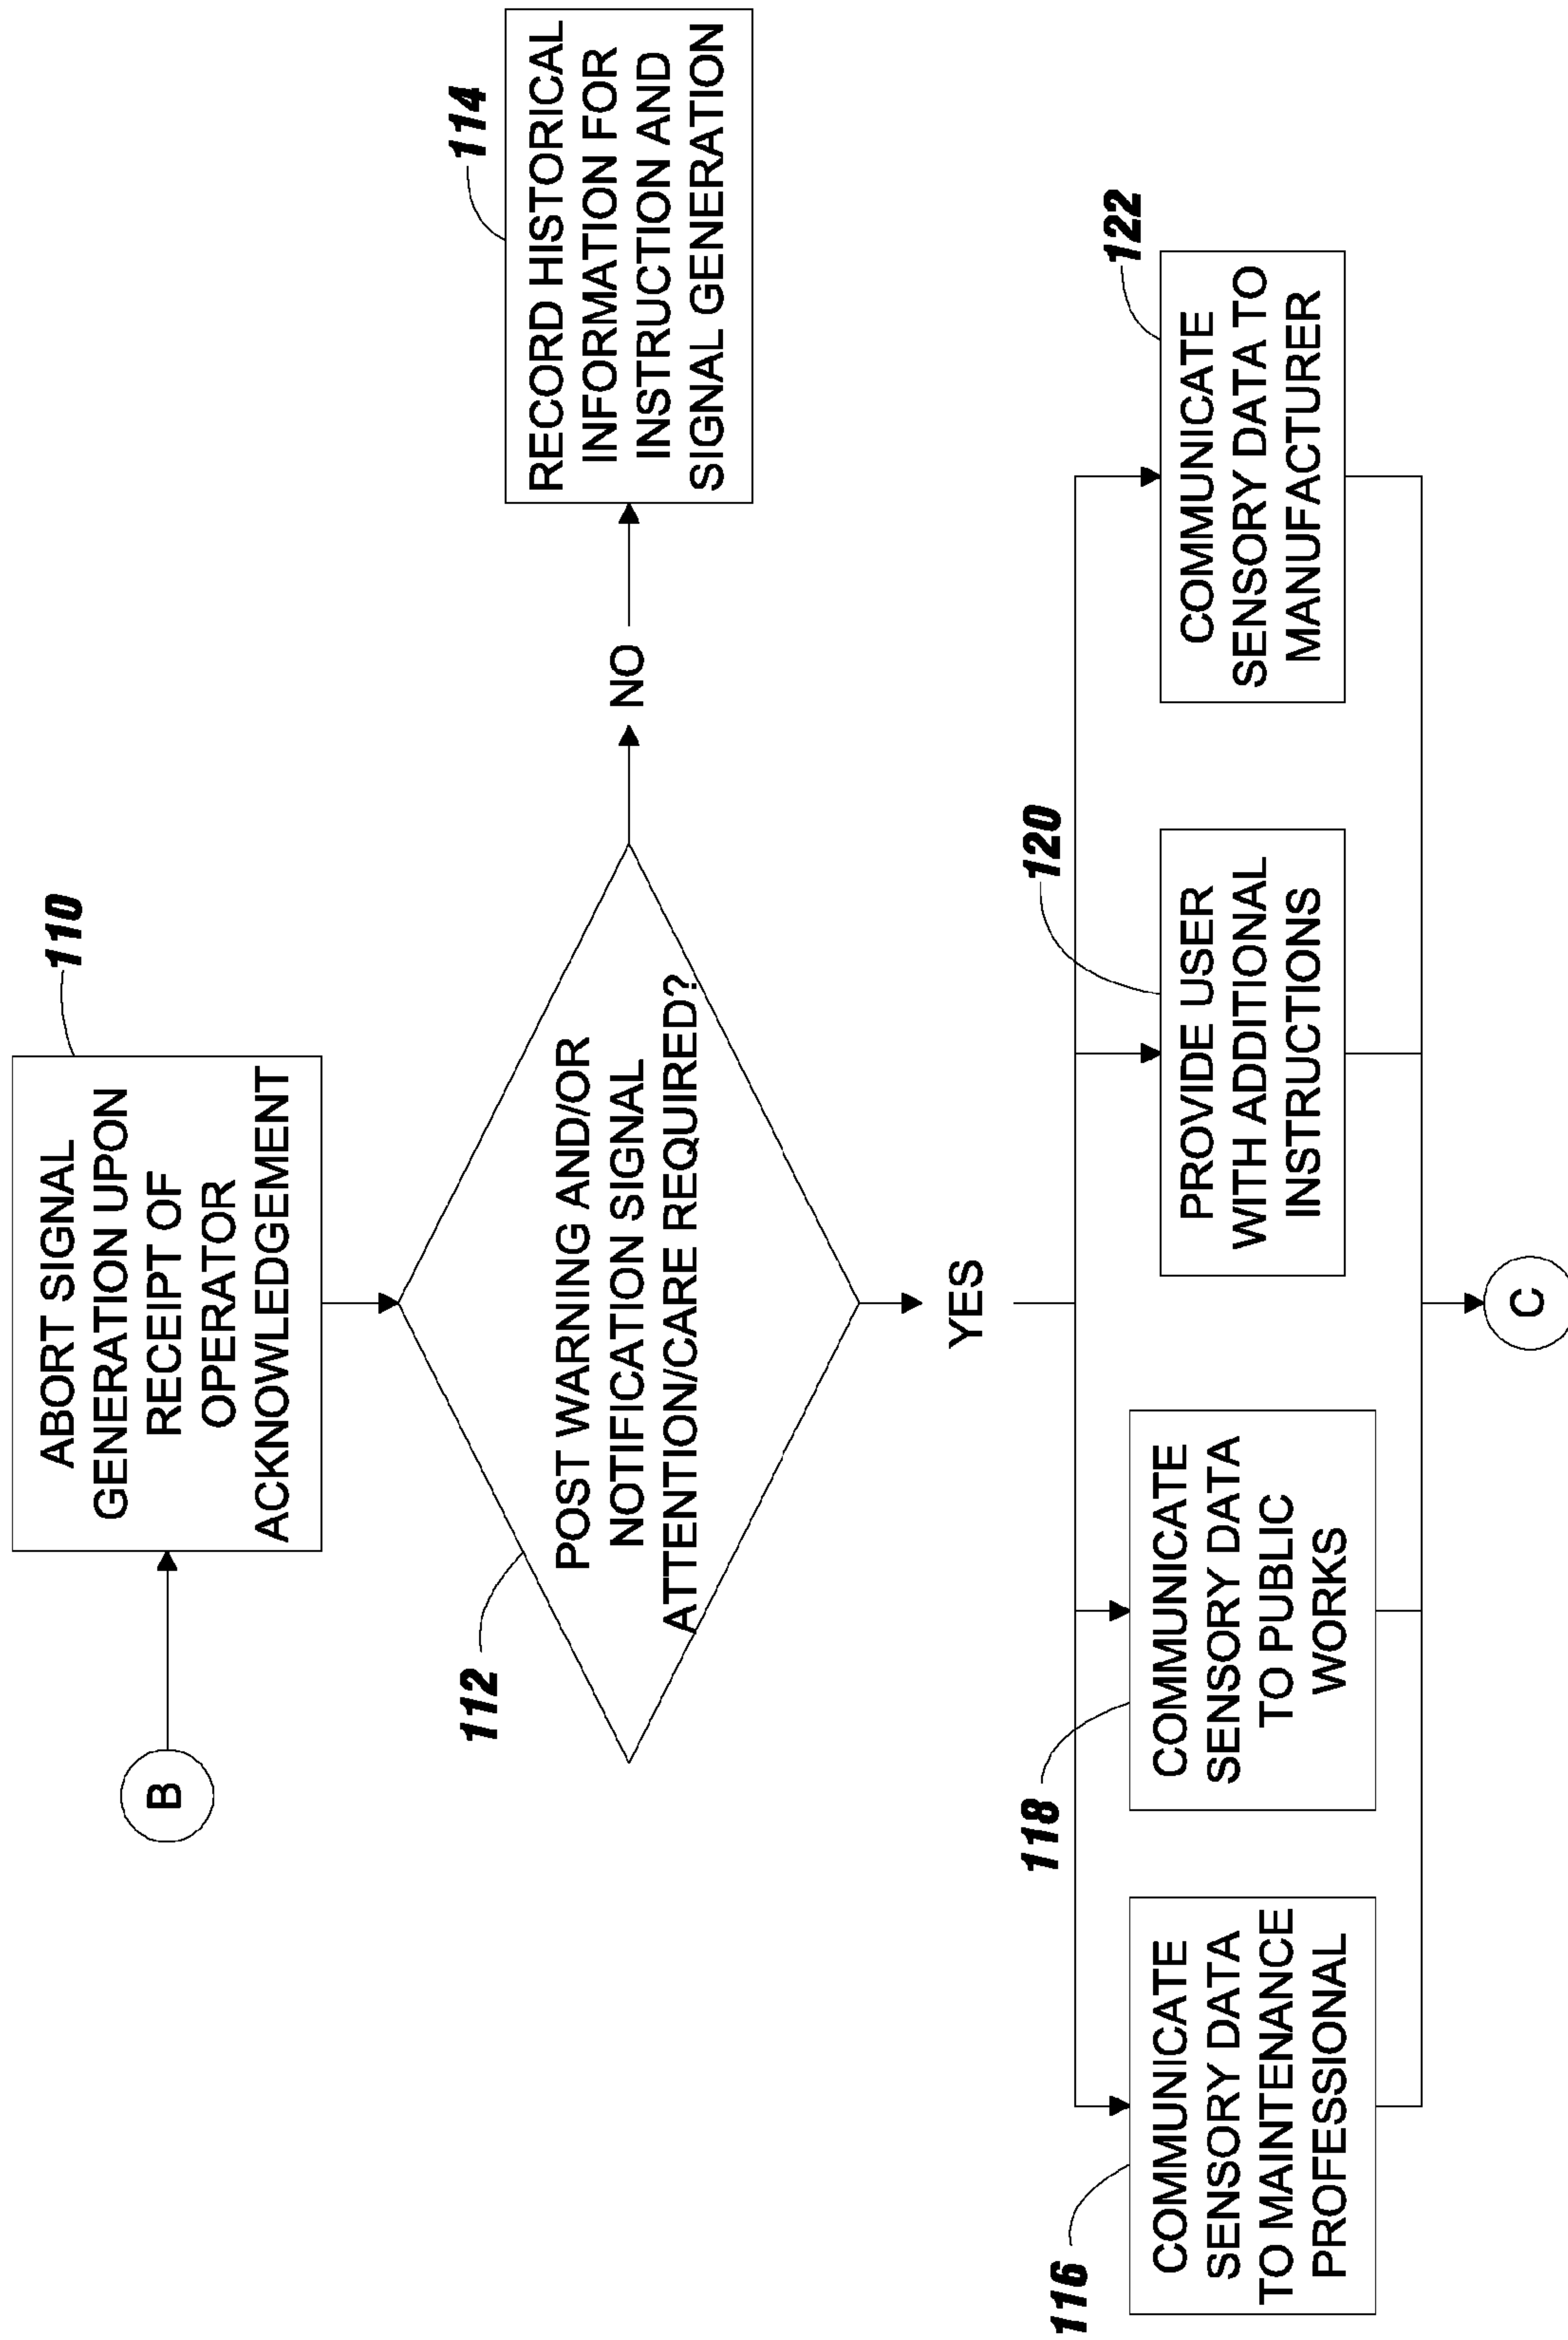 B
110
ABORT SIGNAL
GENERATION UPON
RECEIPT OF
OPERATOR
ACKNOWLEDGEMENT
112
POST WARNING AND/OR
NOTIFICATION SIGNAL
ATTENTION/CARE REQUIRED?
NO
114
RECORD HISTORICAL
INFORMATION FOR
INSTRUCTION AND
SIGNAL GENERATION
YES
116
COMMUNICATE
SENSORY DATA
TO MAINTENANCE
PROFESSIONAL
118
COMMUNICATE
SENSORY DATA
TO PUBLIC
WORKS
120
PROVIDE USER
WITH ADDITIONAL
INSTRUCTIONS
122
COMMUNICATE
SENSORY DATA TO
MANUFACTURER
C